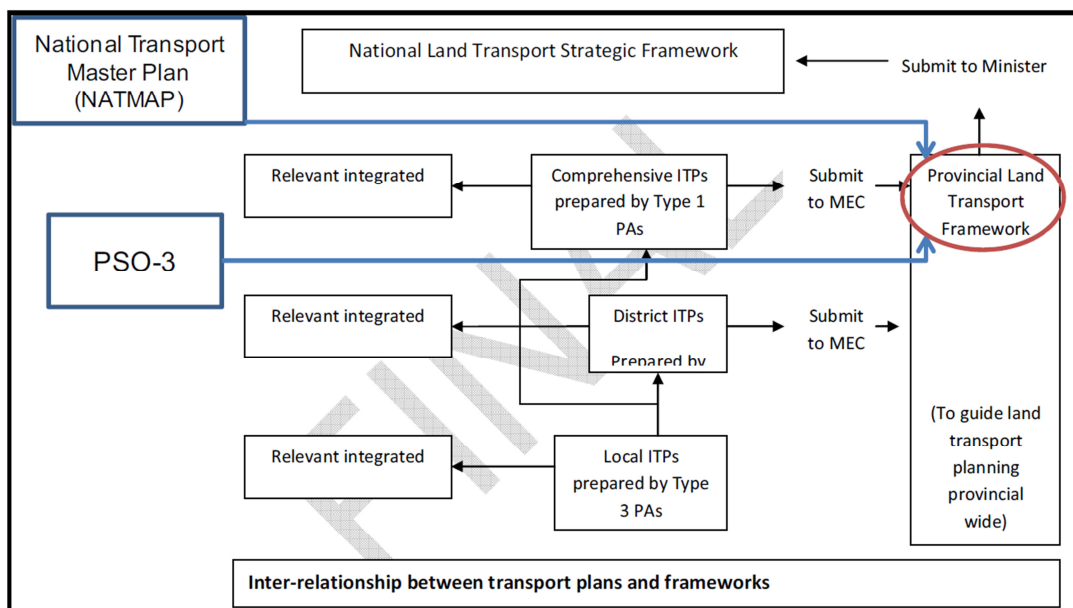 National Transport
Master Plan
(NATMAP)
National Land Transport Strategic Framework
Submit to Minister
Relevant integrated
Comprehensive ITPs
prepared by Type 1
PAs
Submit
to MEC
Provincial Land
Transport
Framework
PSO-3
Relevant integrated
District ITPs
Prepared by
Submit
to MEC
Relevant integrated
Local ITPs
prepared by Type
3 PAs
(To guide land
transport
planning
provincial
wide)
FINAL
Inter-relationship between transport plans and frameworks